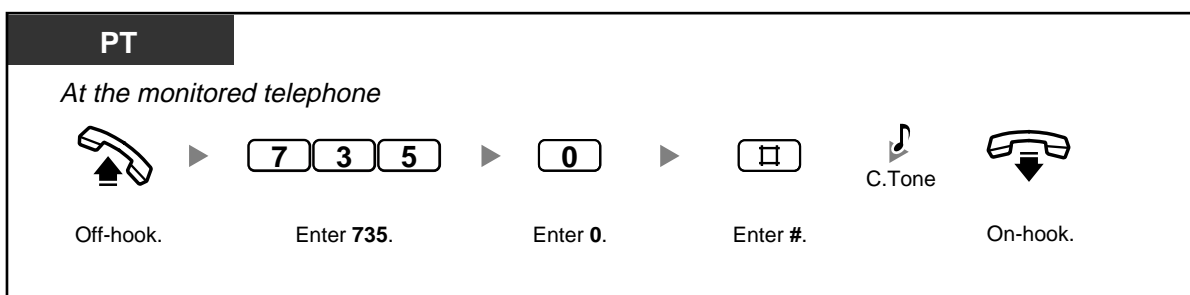 PT
At the monitored telephone
7 3 5 0 #
C.Tone
Off-hook. Enter 735. Enter 0. Enter #. On-hook.